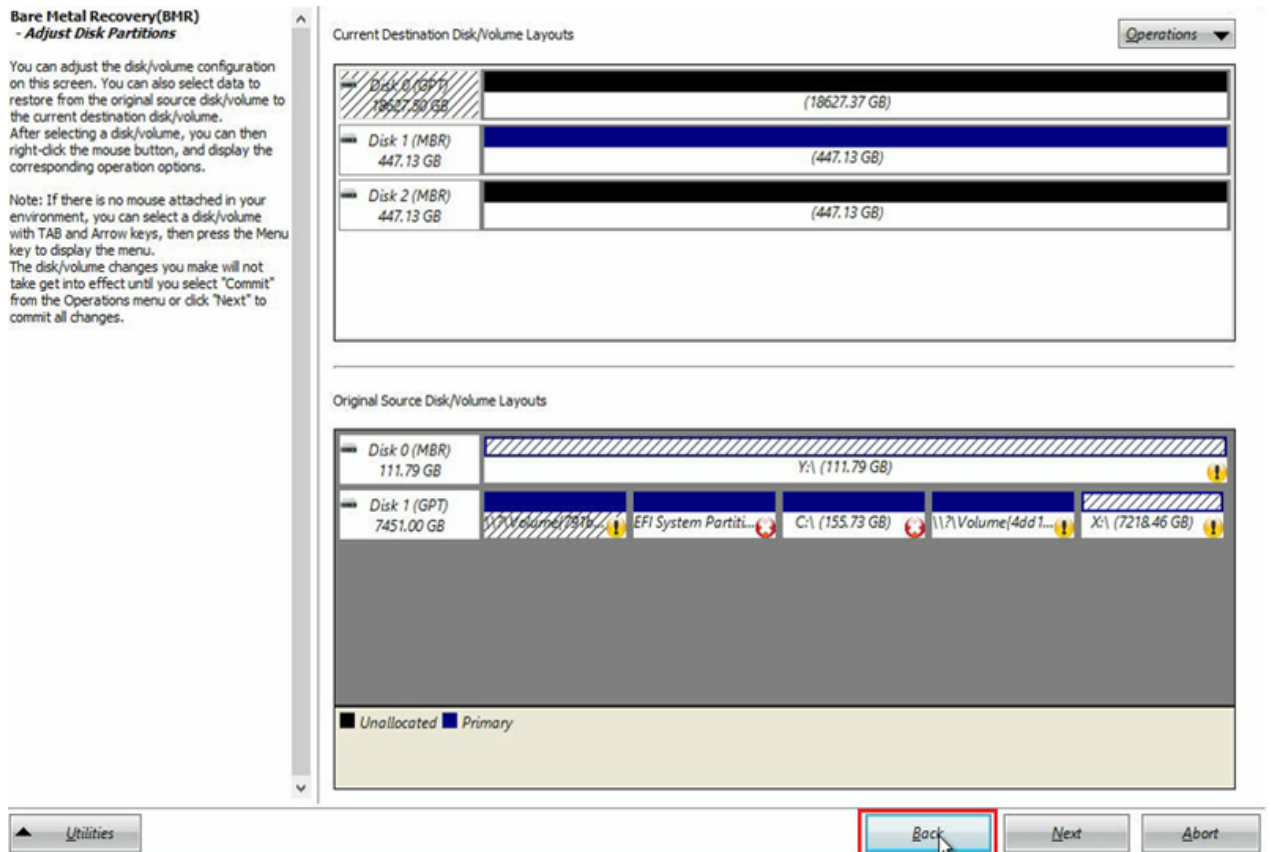 Bare Metal Recovery(BMR)
- Adjust Disk Partitions
You can adjust the disk/volume configuration
on this screen. You can also select data to
restore from the original source disk/volume to
the current destination disk/volume.
After selecting a disk/volume, you can then
right-click the mouse button, and display the
corresponding operation options.
Note: If there is no mouse attached in your
environment, you can select a disk/volume
with TAB and Arrow keys, then press the Menu
key to display the menu.
The disk/volume changes you make will not
take get into effect until you select "Commit"
from the Operations menu or click "Next" to
commit all changes.
Current Destination Disk/Volume Layouts
Operations
Disk 0 (GPT)
18627.50 GB
(18627.37 GB)
Disk 1 (MBR)
447.13 GB
(447.13 GB)
Disk 2 (MBR)
447.13 GB
(447.13 GB)
Original Source Disk/Volume Layouts
Disk 0 (MBR)
111.79 GB
Y:\ (111.79 GB)
Disk 1 (GPT)
7451.00 GB
\\?\Volume{791b...
EFI System Partiti...
C:\ (155.73 GB)
\\?\Volume{4dd1...
X:\ (7218.46 GB)
Unallocated Primary
Utilities
Back
Next
Abort